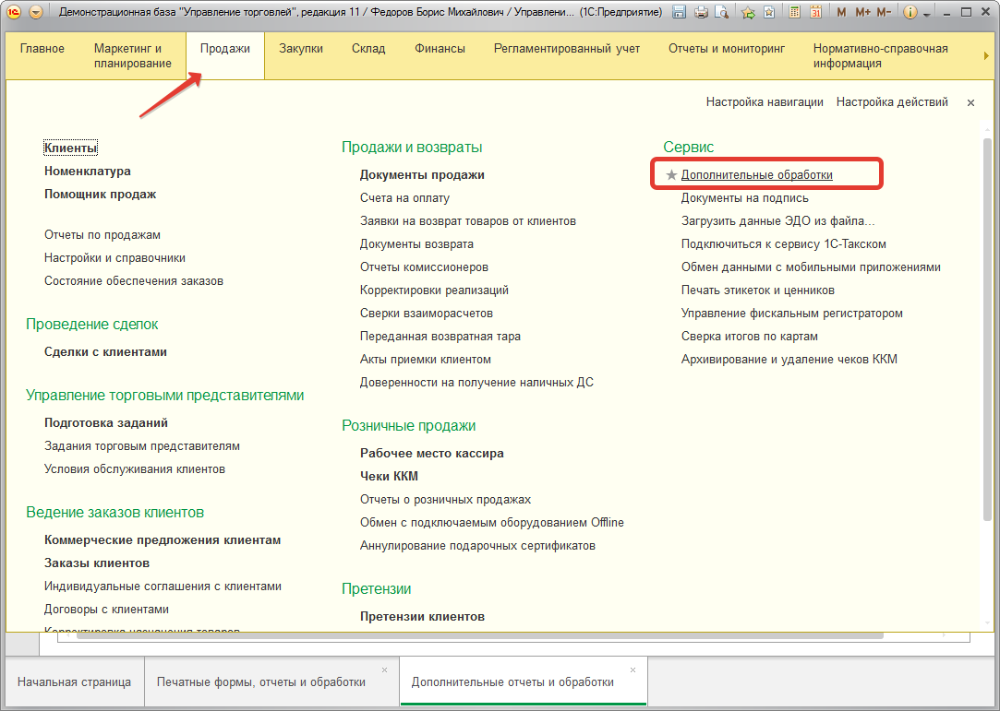 Демонстрационная база "Управление торговлей", редакция 11 / Федоров Борис Михайлович / Управлени... (1С:Предприятие)
M M+ M-
Главное
Маркетинг и
планирование
Продажи
Закупки
Склад
Финансы
Регламентированный учет
Отчеты и мониторинг
Нормативно-справочная
информация
Настройка навигации
Настройка действий
Клиенты
Номенклатура
Помощник продаж
Отчеты по продажам
Настройки и справочники
Состояние обеспечения заказов
Проведение сделок
Сделки с клиентами
Управление торговыми представителями
Подготовка заданий
Задания торговым представителям
Условия обслуживания клиентов
Ведение заказов клиентов
Коммерческие предложения клиентам
Заказы клиентов
Индивидуальные соглашения с клиентами
Договоры с клиентами
Корректировка назначения товаров
Продажи и возвраты
Документы продажи
Счета на оплату
Заявки на возврат товаров от клиентов
Документы возврата
Отчеты комиссионеров
Корректировки реализаций
Сверки взаиморасчетов
Переданная возвратная тара
Акты приемки клиентом
Доверенности на получение наличных ДС
Розничные продажи
Рабочее место кассира
Чеки ККМ
Отчеты о розничных продажах
Обмен с подключаемым оборудованием Offline
Аннулирование подарочных сертификатов
Претензии
Претензии клиентов
Сервис
Дополнительные обработки
Документы на подпись
Загрузить данные ЭДО из файла...
Подключиться к сервису 1С-Такском
Обмен данными с мобильными приложениями
Печать этикеток и ценников
Управление фискальным регистратором
Сверка итогов по картам
Архивирование и удаление чеков ККМ
Начальная страница
Печатные формы, отчеты и обработки
Дополнительные отчеты и обработки